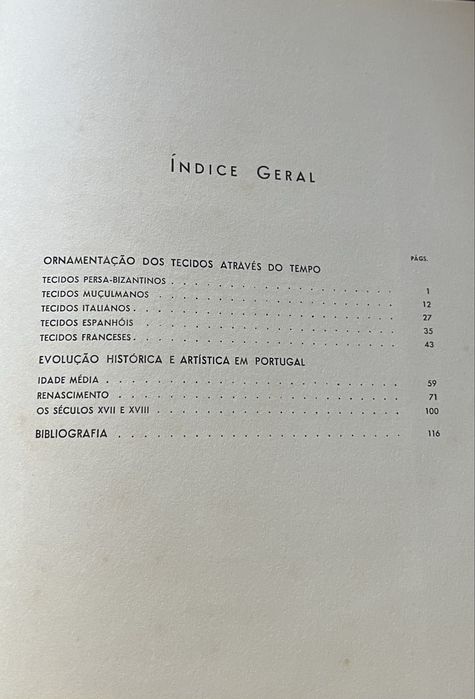 ÍNDICE GERAL
PÁGS.
ORNAMENTAÇÃO DOS TECIDOS ATRAVÉS DO TEMPO
TECIDOS PERSA-BIZANTINOS . . . . . . . . . . . . . . . 1
TECIDOS MUÇULMANOS . . . . . . . . . . . . . . . 12
TECIDOS ITALIANOS . . . . . . . . . . . . . . . . 27
TECIDOS ESPANHÓIS . . . . . . . . . . . . . . . 35
TECIDOS FRANCESES . . . . . . . . . . . . . . . . 43
EVOLUÇÃO HISTÓRICA E ARTÍSTICA EM PORTUGAL
IDADE MÉDIA . . . . . . . . . . . . . . . . . . 59
RENASCIMENTO . . . . . . . . . . . . . . . . . 71
OS SÉCULOS XVII E XVIII . . . . . . . . . . . . . . . 100
BIBLIOGRAFIA . . . . . . . . . . . . . . . . . 116